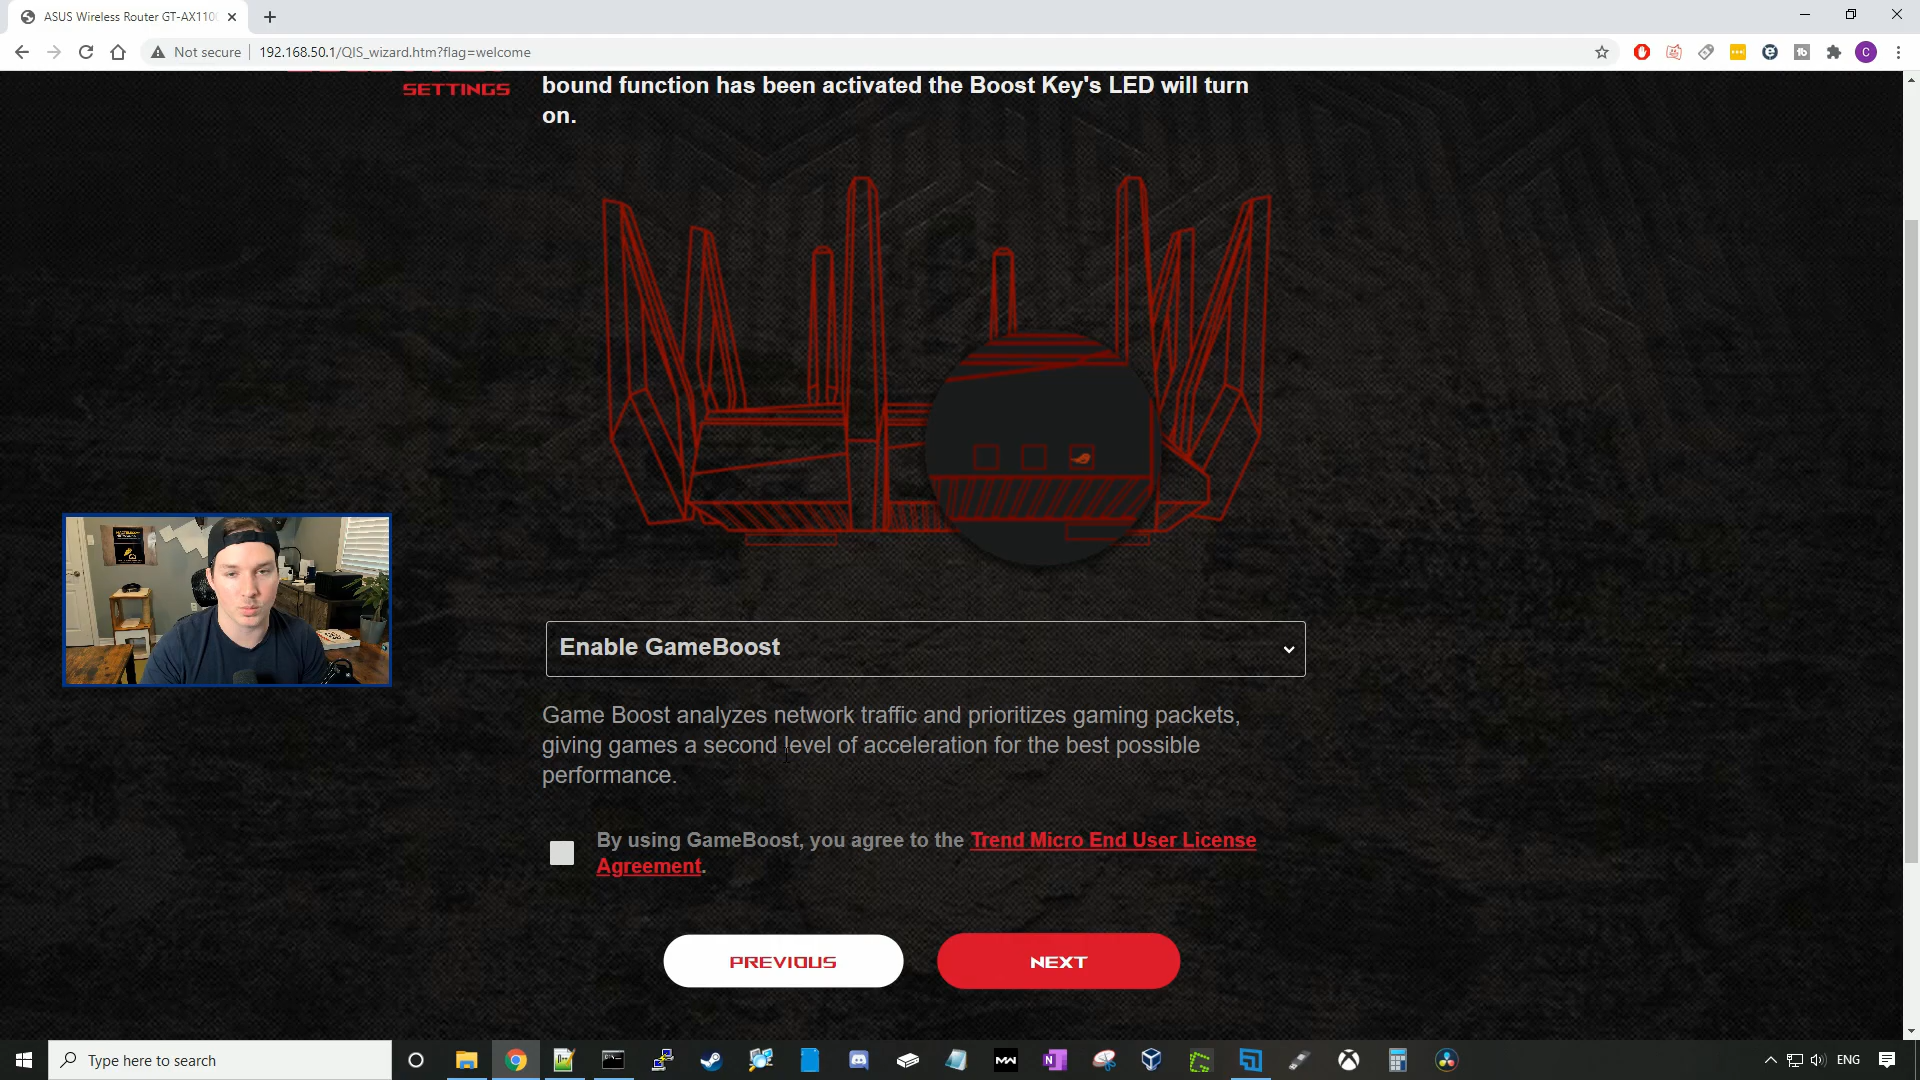 ASUS Wireless Router GT-AX1100
Not secure
192.168.50.1/QIS_wizard.htm?flag=welcome
C
SETTINGS
bound function has been activated the Boost Key's LED will turn
on.
Enable GameBoost
Game Boost analyzes network traffic and prioritizes gaming packets,
giving games a second level of acceleration for the best possible
performance.
By using GameBoost, you agree to the Trend Micro End User License
Agreement.
PREVIOUS
NEXT
Type here to search
ENG